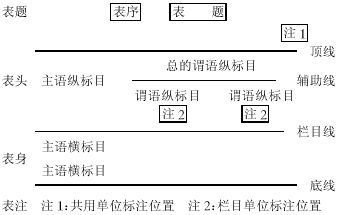 表题 表序 表 题
注1
顶线
总的谓语纵标目
表头 主语纵标目 辅助线
谓语纵标目 谓语纵标目
注2 注2
栏目线
主语横标目
表身
主语横标目
底线
表注 注1:共用单位标注位置 注2:栏目单位标注位置